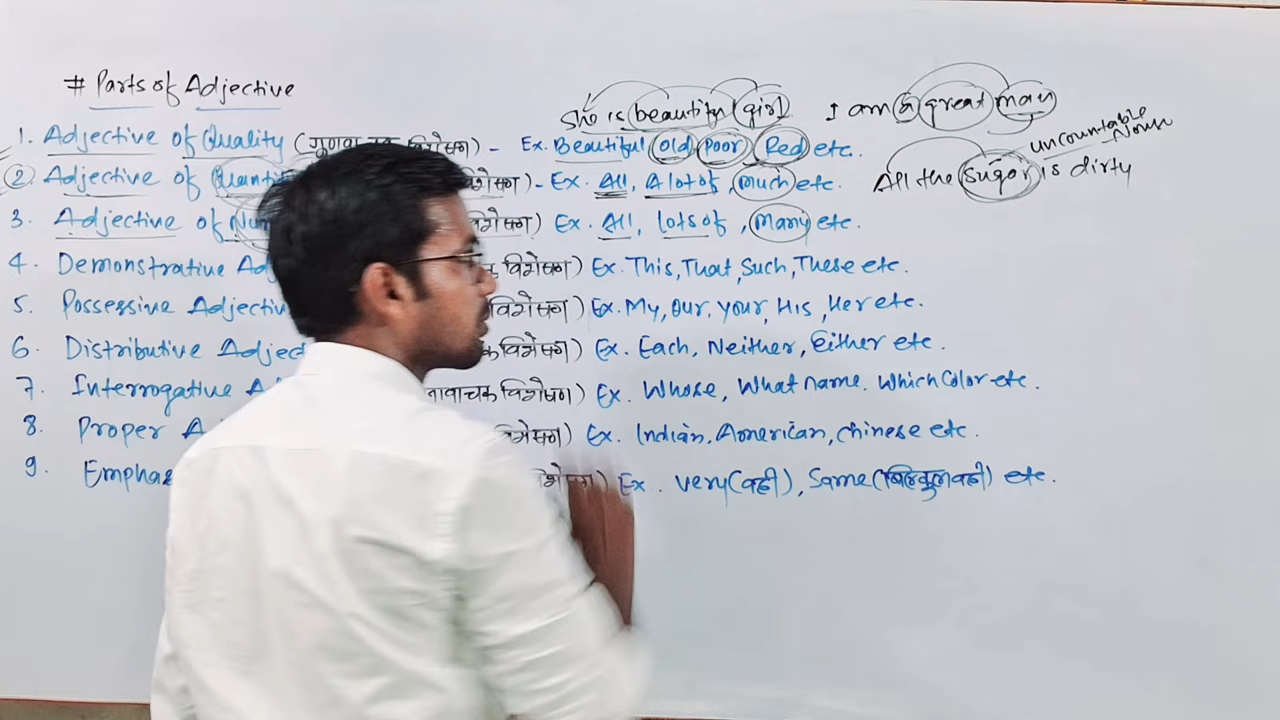 # Parts of Adjective
She is beautiful girl
I am a great man
1. Adjective of Quality ( विशेषण) - Ex. Beautiful Old Poor, Red etc.
uncountable Noun
2. Adjective of विशेषण) - Ex. All, A lot of, Much etc.
All the sugar is dirty
3. Adjective of विशेषण) Ex. All, lots of, Many etc.
4. Demonstrative विशेषण) Ex. This, That, Such, These etc.
5. Possessive विशेषण) Ex. My, our, your, His, Her etc.
6. Distributive विशेषण) Ex. Each, Neither, Either etc.
7. Interrogative विशेषण) Ex. Whose, What name. Which Color etc.
8. Proper विशेषण) Ex. Indian, American, Chinese etc.
9. Ex. very (वही), Same (बिल्कुल वही) etc.